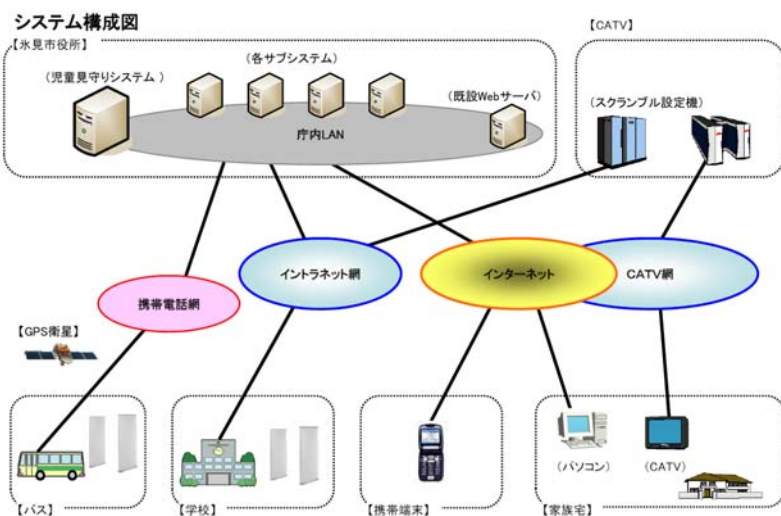 システム構成図
【氷見市役所】
【CATV】
（各サブシステム）
（児童見守りシステム ）
（既設Webサーバ）
（スクランブル設定機）
庁内LAN
イントラネット網
インターネット
CATV網
携帯電話網
【GPS衛星】
（パソコン）
（CATV）
【バス】
【学校】
【携帯端末】
【家族宅】